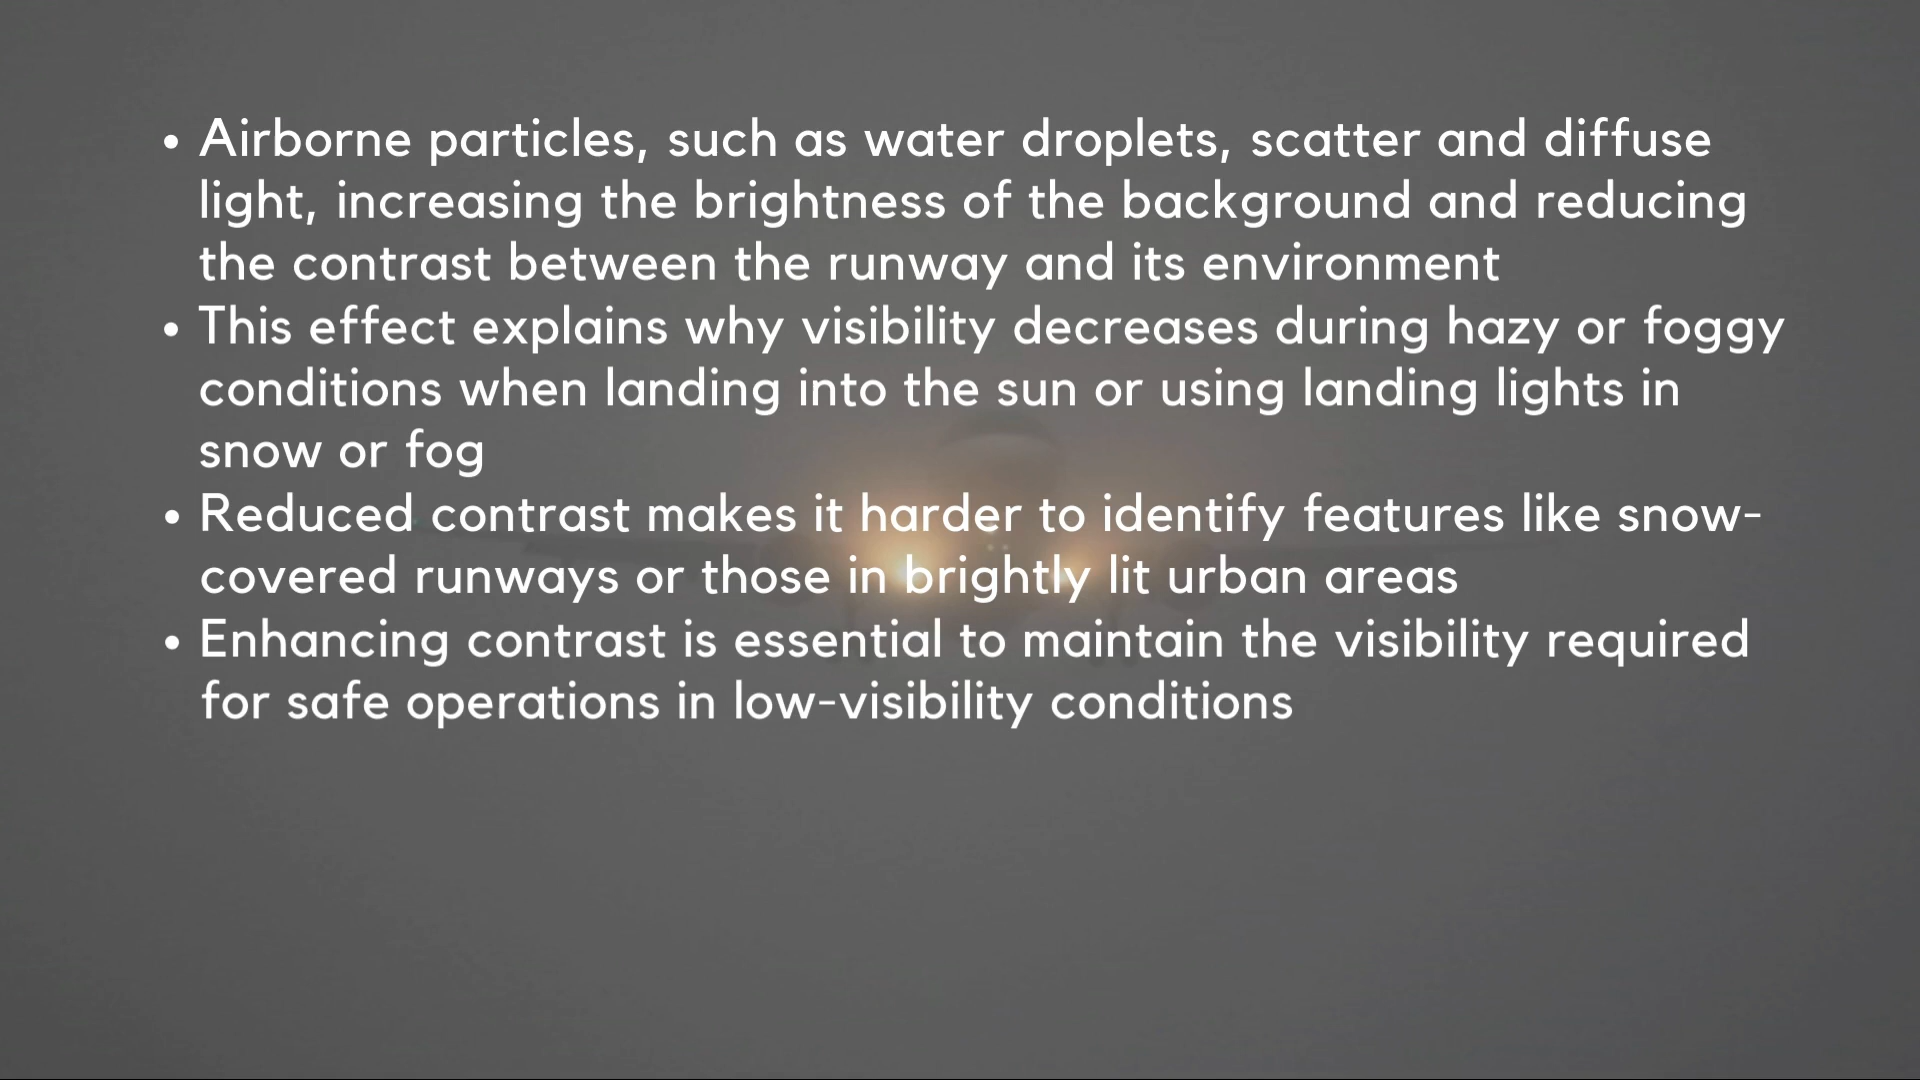 • Airborne particles, such as water droplets, scatter and diffuse
light, increasing the brightness of the background and reducing
the contrast between the runway and its environment
• This effect explains why visibility decreases during hazy or foggy
conditions when landing into the sun or using landing lights in
snow or fog
• Reduced contrast makes it harder to identify features like snow-
covered runways or those in brightly lit urban areas
• Enhancing contrast is essential to maintain the visibility required
for safe operations in low-visibility conditions